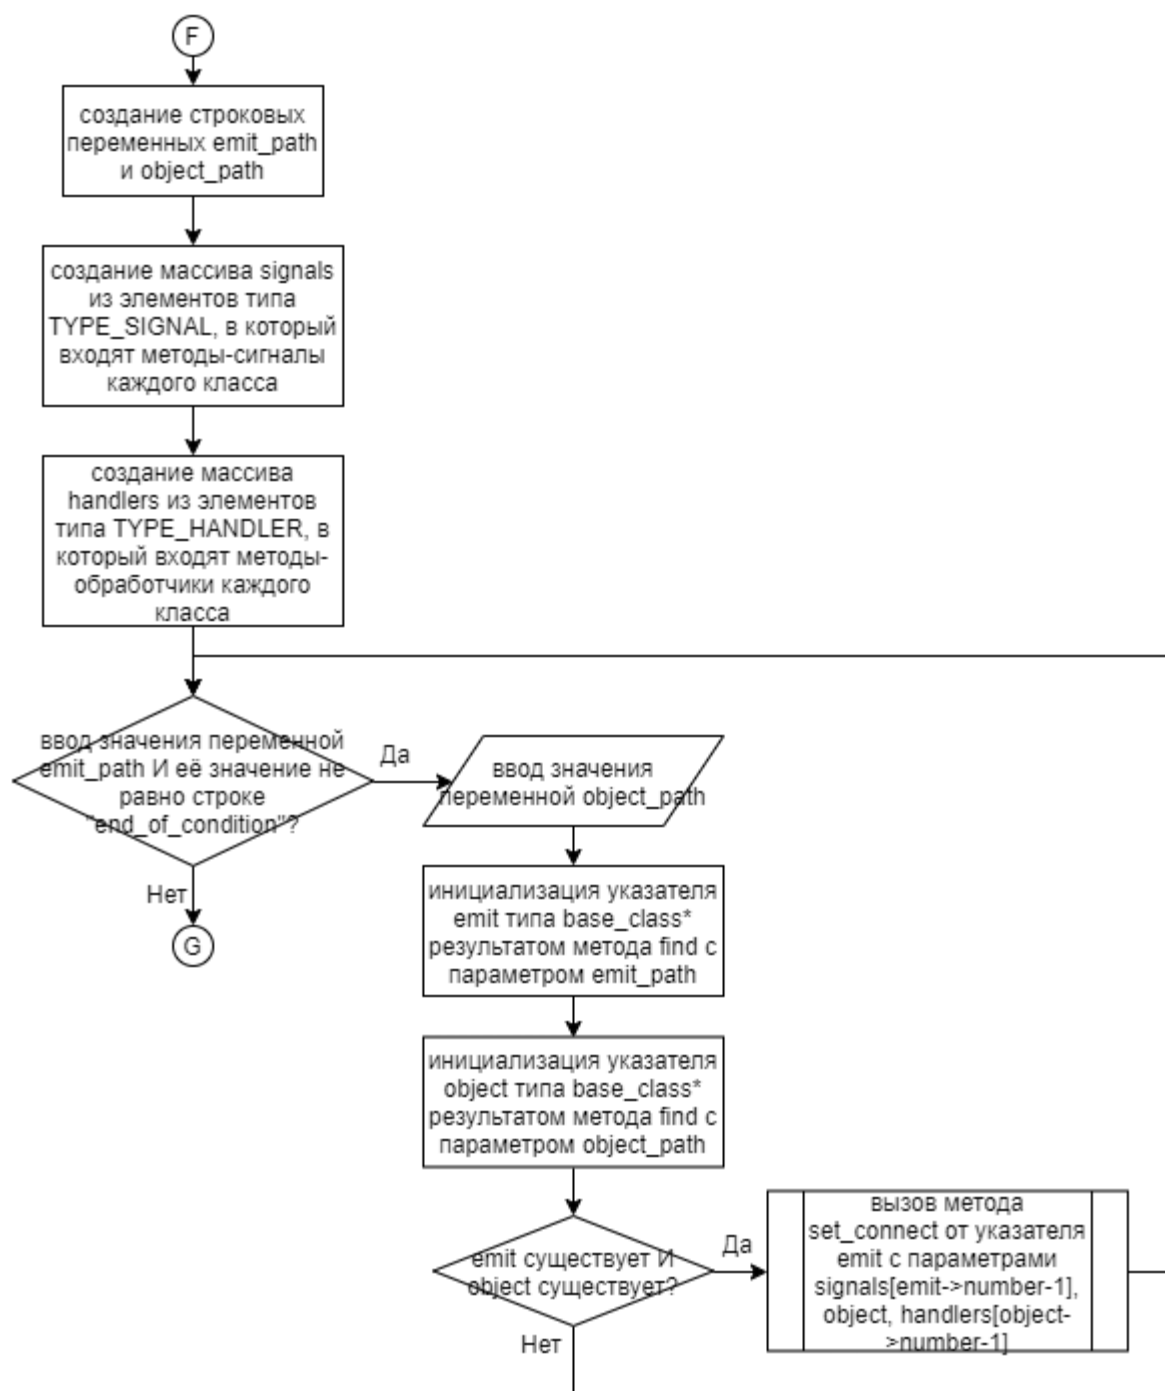 F
создание строковых
переменных emit_path
и object_path
создание массива signals
из элементов типа
TYPE_SIGNAL, в который
входят методы-сигналы
каждого класса
создание массива
handlers из элементов
типа TYPE_HANDLER, в
который входят методы-
обработчики каждого
класса
ввод значения переменной
emit_path И её значение не
равно строке
"end_of_condition"?
Да
Нет
G
ввод значения
переменной object_path
инициализация указателя
emit типа base_class*
результатом метода find с
параметром emit_path
инициализация указателя
object типа base_class*
результатом метода find с
параметром object_path
emit существует И
object существует?
Да
Нет
вызов метода
set_connect от указателя
emit с параметрами
signals[emit->number-1],
object, handlers[object-
>number-1]